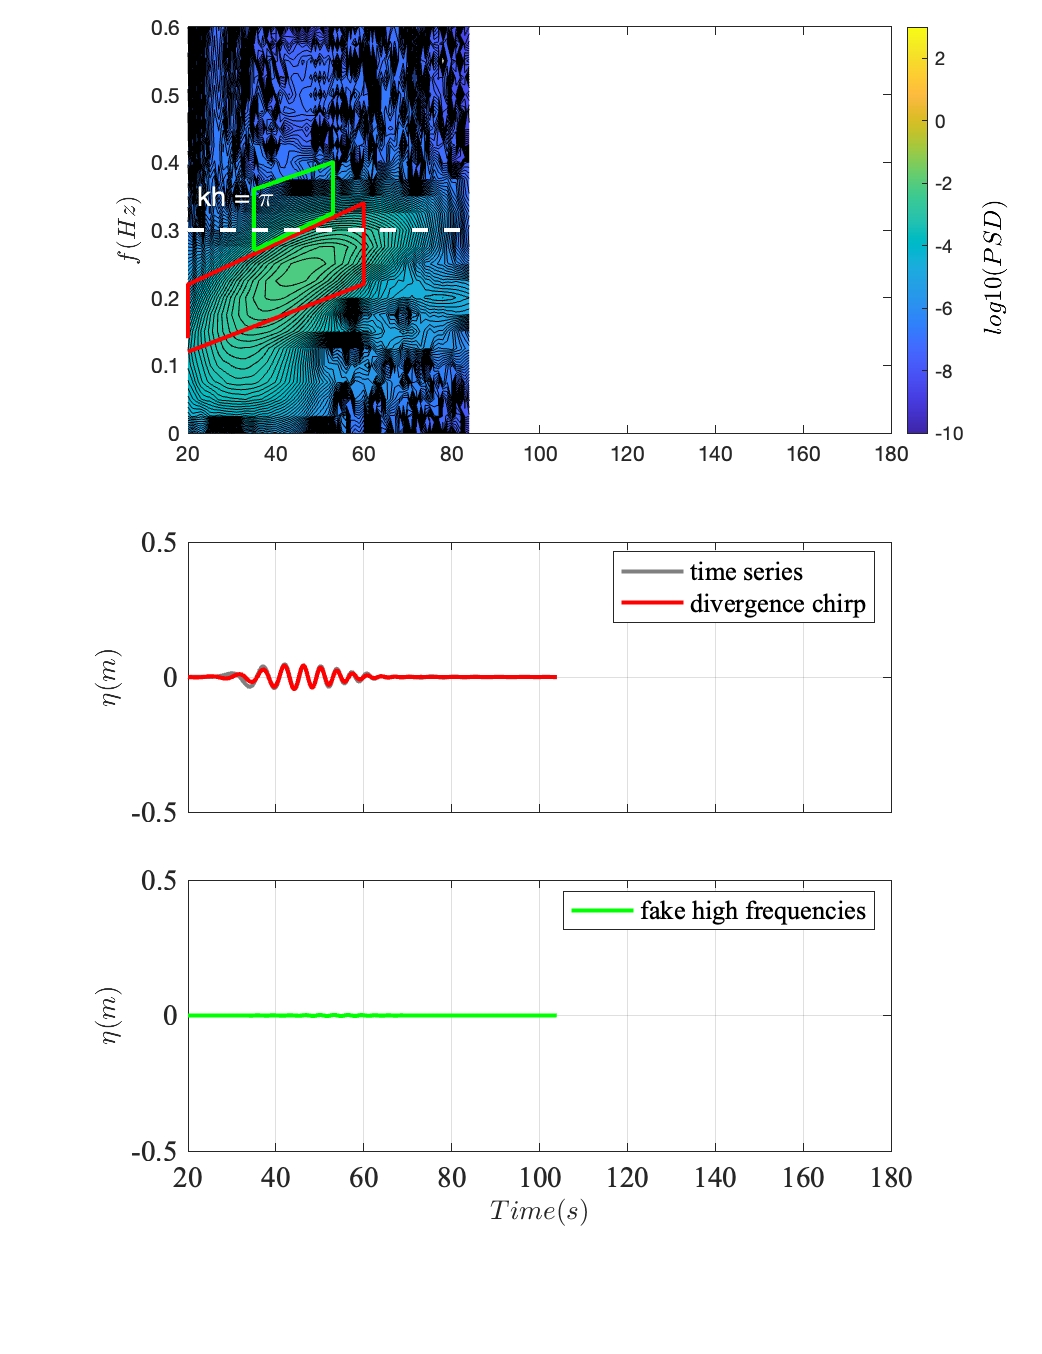 0.6
0.5
0.4
0.3
0.2
0.1
0
f(Hz)
kh = π
20 40 60 80 100 120 140 160 180
2
0
-2
-4
-6
-8
-10
log10(PSD)
0.5
0
-0.5
η(m)
time series
divergence chirp
0.5
0
-0.5
η(m)
fake high frequencies
20 40 60 80 100 120 140 160 180
Time(s)